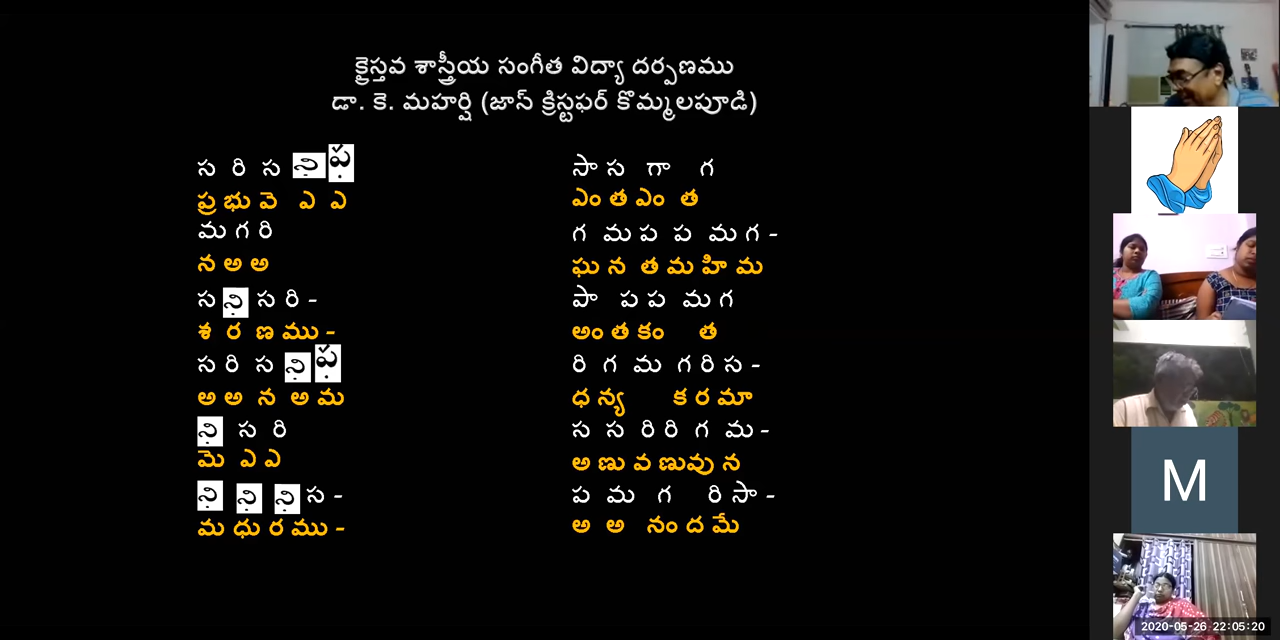 క్రైస్తవ శాస్త్రీయ సంగీత విద్యా దర్పణము
డా. కె. మహర్షి (జాస్ క్రిస్టఫర్ కొమ్మలపూడి)
స రి స ని ప
ప్ర భు వె ఎ ఎ
మ గ రి
న అ అ
స ని స రి -
శ ర ణ ము -
స రి స ని ప
అ అ న అ మ
ని స రి
మె ఎ ఎ
ని ని ని స -
మ ధు ర ము -
సా స గా గ
ఎం త ఎం త
గ మ ప ప మ గ -
ఘ న త మ హి మ
పా ప ప మ గ
అం త కం త
రి గ మ గ రి స -
ధ న్య క ర మా
స స రి రి గ మ -
అ ణు వ ణువు న
ప మ గ రి సా -
అ అ నం ద మే
M
2020-05-26 22:05:20